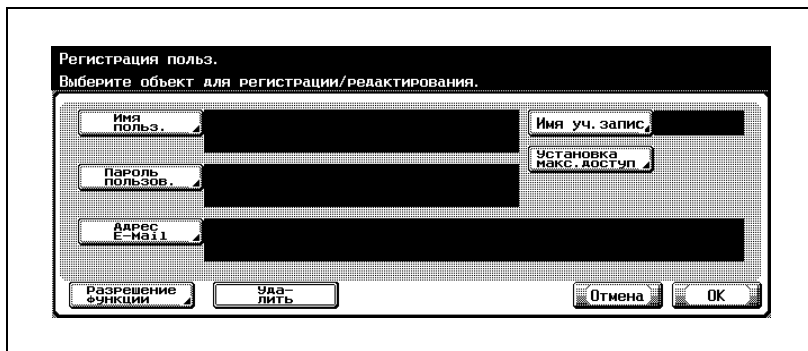 Регистрация польз.
Выберите объект для регистрации/редактирования.
Имя
польз.
Имя уч.запис.
Пароль
пользов.
Установка
макс.доступ
Адрес
E-Mail
Разрешение
функции
Уда-
лить
Отмена
OK